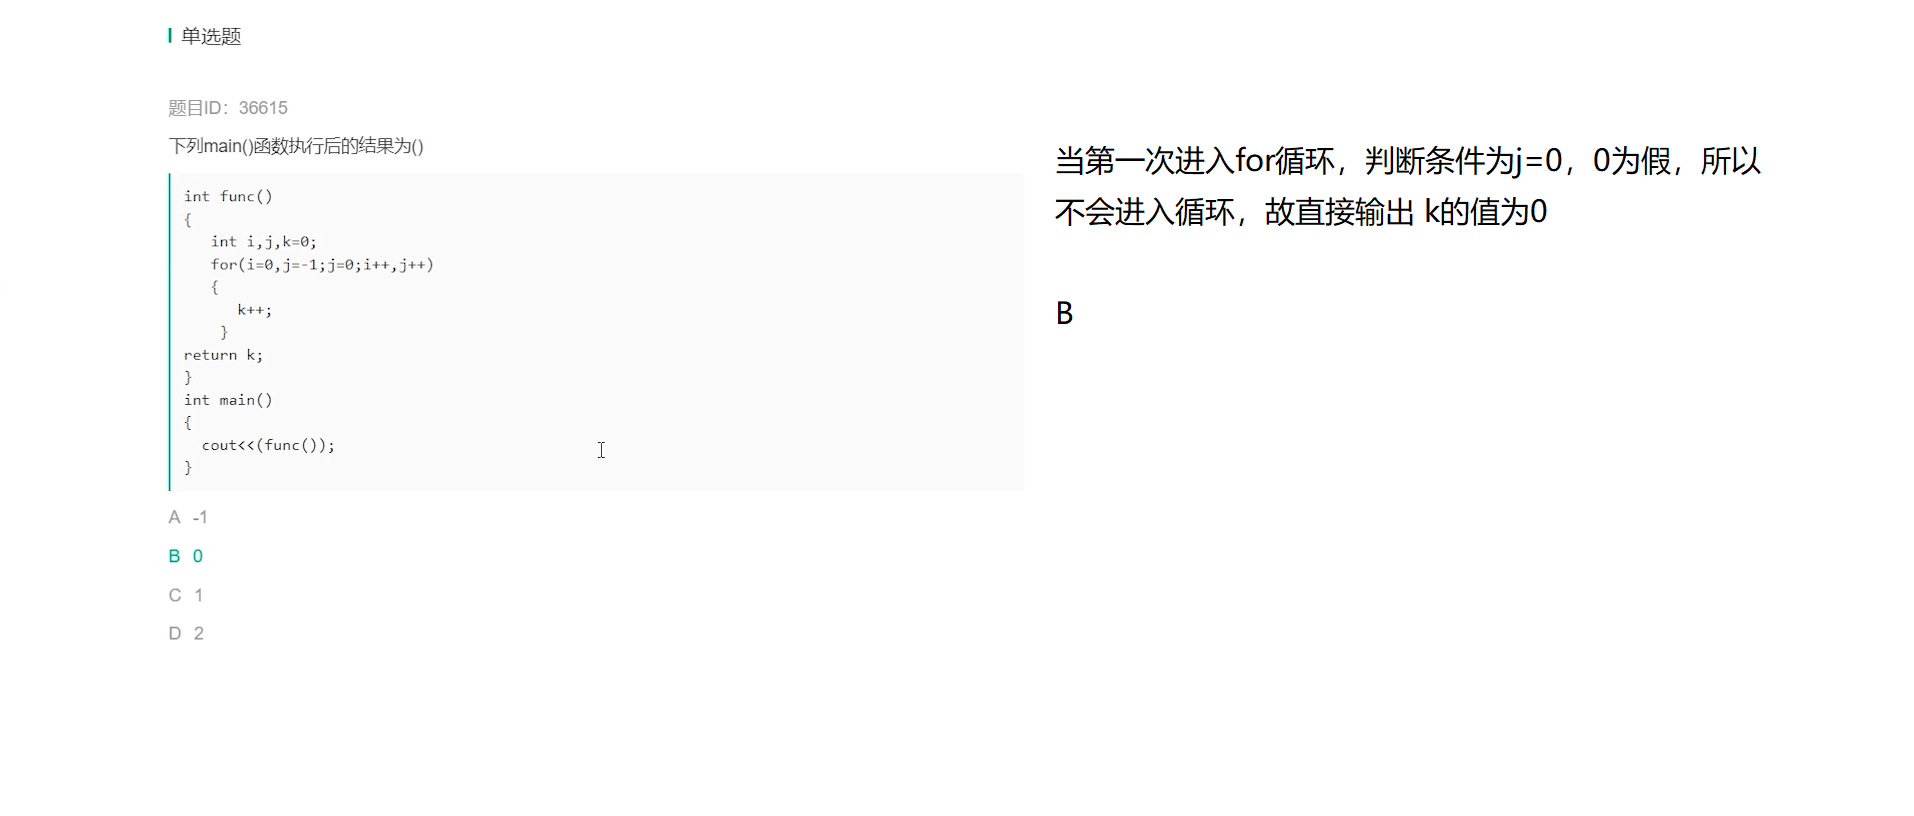 单选题
题目ID：36615
下列main()函数执行后的结果为()
int func()
{
int i,j,k=0;
for(i=0,j=-1;j=0;i++,j++)
{
k++;
}
return k;
}
int main()
{
cout<<(func());
}
A -1
B 0
C 1
D 2
当第一次进入for循环，判断条件为j=0，0为假，所以
不会进入循环，故直接输出 k的值为0
B